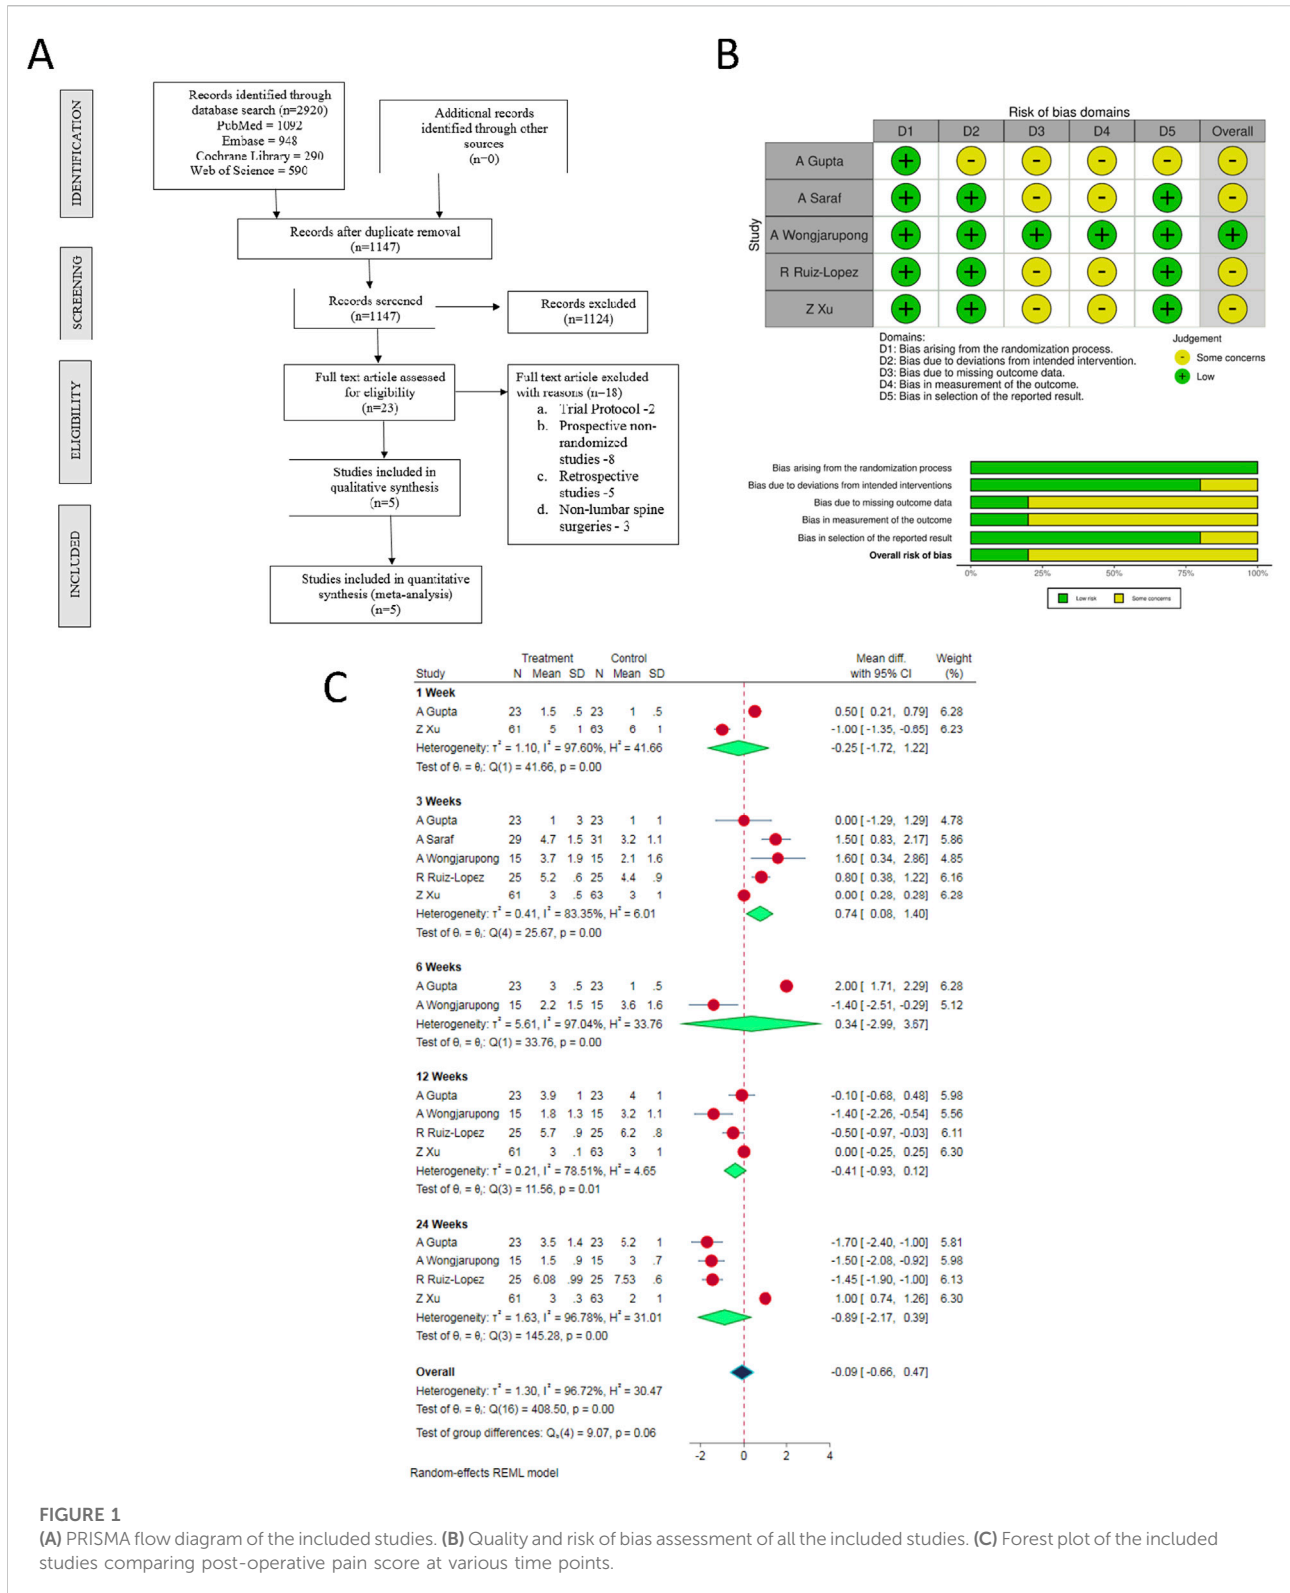 A
IDENTIFICATION
Records identified through
database search (n=2920)
PubMed = 1092
Embase = 948
Cochrane Library = 290
Web of Science = 590
Additional records
identified through other
sources
(n=0)
Records after duplicate removal
(n=1147)
SCREENING
Records screened
(n=1147)
Records excluded
(n=1124)
ELIGIBILITY
Full text article assessed
for eligibility
(n=23)
Full text article excluded
with reasons (n=18)
a. Trial Protocol -2
b. Prospective non-
randomized
studies -8
c. Retrospective
studies -5
d. Non-lumbar spine
surgeries - 3
Studies included in
qualitative synthesis
(n=5)
INCLUDED
Studies included in quantitative
synthesis (meta-analysis)
(n=5)
B
Risk of bias domains
D1 D2 D3 D4 D5 Overall
Study
A Gupta + - - - - -
A Saraf + + - - + -
A Wongjarupong + + + + + +
R Ruiz-Lopez + + - - + -
Z Xu + + - - + -
Domains:
D1: Bias arising from the randomization process.
D2: Bias due to deviations from intended intervention.
D3: Bias due to missing outcome data.
D4: Bias in measurement of the outcome.
D5: Bias in selection of the reported result.
Judgement
- Some concerns
+ Low
Bias arising from the randomization process
Bias due to deviations from intended interventions
Bias due to missing outcome data
Bias in measurement of the outcome
Bias in selection of the reported result
Overall risk of bias
0% 25% 50% 75% 100%
Low risk Some concerns
C
Treatment Control Mean diff. Weight
Study N Mean SD N Mean SD with 95% CI (%)
1 Week
A Gupta 23 1.5 .5 23 1 .5 0.50 [ 0.21, 0.79] 6.28
Z Xu 61 5 1 63 6 1 -1.00 [ -1.35, -0.65] 6.23
Heterogeneity: τ² = 1.10, I² = 97.60%, H² = 41.66 -0.25 [ -1.72, 1.22]
Test of θᵢ = θⱼ: Q(1) = 41.66, p = 0.00
3 Weeks
A Gupta 23 1 3 23 1 1 0.00 [ -1.29, 1.29] 4.78
A Saraf 29 4.7 1.5 31 3.2 1.1 1.50 [ 0.83, 2.17] 5.86
A Wongjarupong 15 3.7 1.9 15 2.1 1.6 1.60 [ 0.34, 2.86] 4.85
R Ruiz-Lopez 25 5.2 .6 25 4.4 .9 0.80 [ 0.38, 1.22] 6.16
Z Xu 61 3 .5 63 3 1 0.00 [ 0.28, 0.28] 6.28
Heterogeneity: τ² = 0.41, I² = 83.35%, H² = 6.01 0.74 [ 0.08, 1.40]
Test of θᵢ = θⱼ: Q(4) = 25.67, p = 0.00
6 Weeks
A Gupta 23 3 .5 23 1 .5 2.00 [ 1.71, 2.29] 6.28
A Wongjarupong 15 2.2 1.5 15 3.6 1.6 -1.40 [ -2.51, -0.29] 5.12
Heterogeneity: τ² = 5.61, I² = 97.04%, H² = 33.76 0.34 [ -2.99, 3.67]
Test of θᵢ = θⱼ: Q(1) = 33.76, p = 0.00
12 Weeks
A Gupta 23 3.9 1 23 4 1 -0.10 [ -0.68, 0.48] 5.98
A Wongjarupong 15 1.8 1.3 15 3.2 1.1 -1.40 [ -2.26, -0.54] 5.56
R Ruiz-Lopez 25 5.7 .9 25 6.2 .8 -0.50 [ -0.97, -0.03] 6.11
Z Xu 61 3 .1 63 3 1 0.00 [ -0.25, 0.25] 6.30
Heterogeneity: τ² = 0.21, I² = 78.51%, H² = 4.65 -0.41 [ -0.93, 0.12]
Test of θᵢ = θⱼ: Q(3) = 11.56, p = 0.01
24 Weeks
A Gupta 23 3.5 1.4 23 5.2 1 -1.70 [ -2.40, -1.00] 5.81
A Wongjarupong 15 1.5 .9 15 3 .7 -1.50 [ -2.08, -0.92] 5.98
R Ruiz-Lopez 25 6.08 .99 25 7.53 .6 -1.45 [ -1.90, -1.00] 6.13
Z Xu 61 3 .3 63 2 1 1.00 [ 0.74, 1.26] 6.30
Heterogeneity: τ² = 1.63, I² = 96.78%, H² = 31.01 -0.89 [ -2.17, 0.39]
Test of θᵢ = θⱼ: Q(3) = 145.28, p = 0.00
Overall -0.09 [ -0.66, 0.47]
Heterogeneity: τ² = 1.30, I² = 96.72%, H² = 30.47
Test of θᵢ = θⱼ: Q(16) = 408.50, p = 0.00
Test of group differences: Qᵦ(4) = 9.07, p = 0.06
-2 0 2 4
Random-effects REML model
FIGURE 1
(A) PRISMA flow diagram of the included studies. (B) Quality and risk of bias assessment of all the included studies. (C) Forest plot of the included
studies comparing post-operative pain score at various time points.